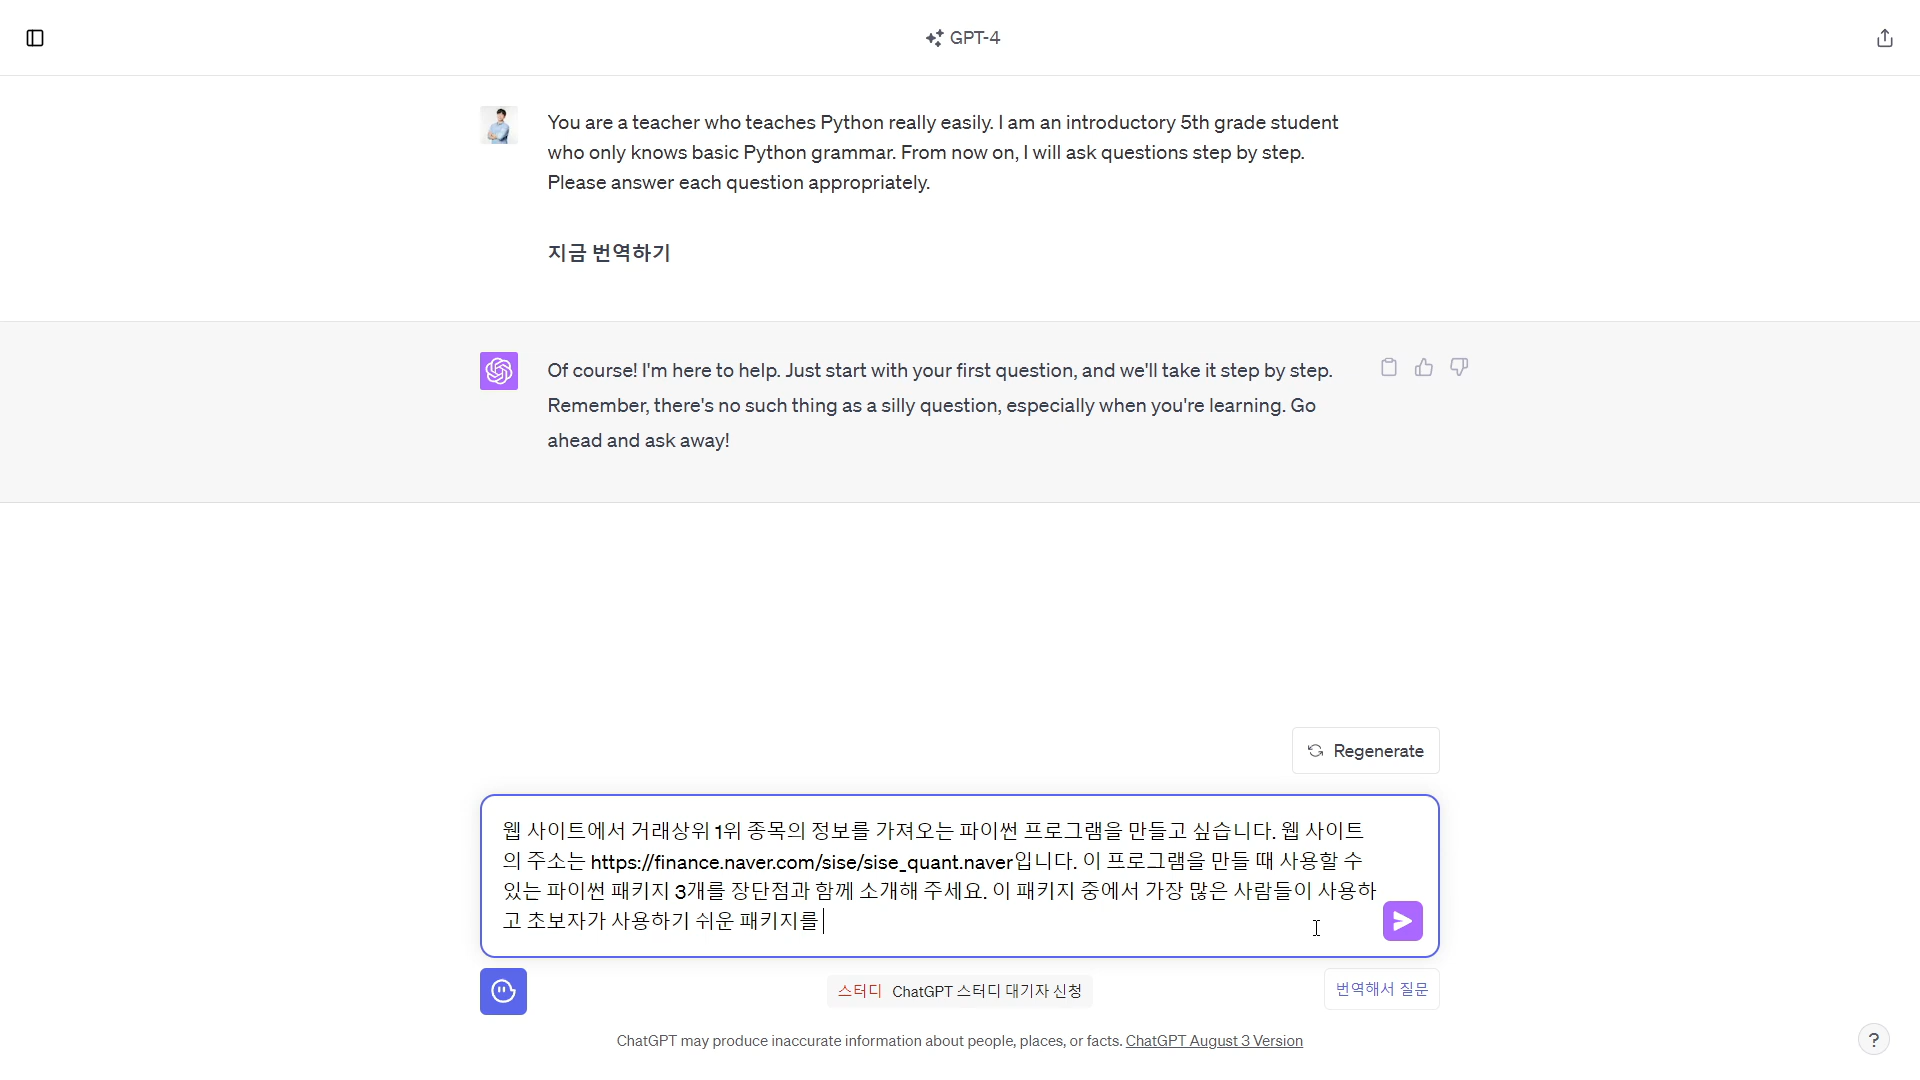 GPT-4
You are a teacher who teaches Python really easily. I am an introductory 5th grade student
who only knows basic Python grammar. From now on, I will ask questions step by step.
Please answer each question appropriately.
지금 번역하기
Of course! I'm here to help. Just start with your first question, and we'll take it step by step.
Remember, there's no such thing as a silly question, especially when you're learning. Go
ahead and ask away!
Regenerate
웹 사이트에서 거래상위 1위 종목의 정보를 가져오는 파이썬 프로그램을 만들고 싶습니다. 웹 사이트
의 주소는 https://finance.naver.com/sise/sise_quant.naver입니다. 이 프로그램을 만들 때 사용할 수
있는 파이썬 패키지 3개를 장단점과 함께 소개해 주세요. 이 패키지 중에서 가장 많은 사람들이 사용하
고 초보자가 사용하기 쉬운 패키지를
스터디 ChatGPT 스터디 대기자 신청
번역해서 질문
ChatGPT may produce inaccurate information about people, places, or facts. ChatGPT August 3 Version
?